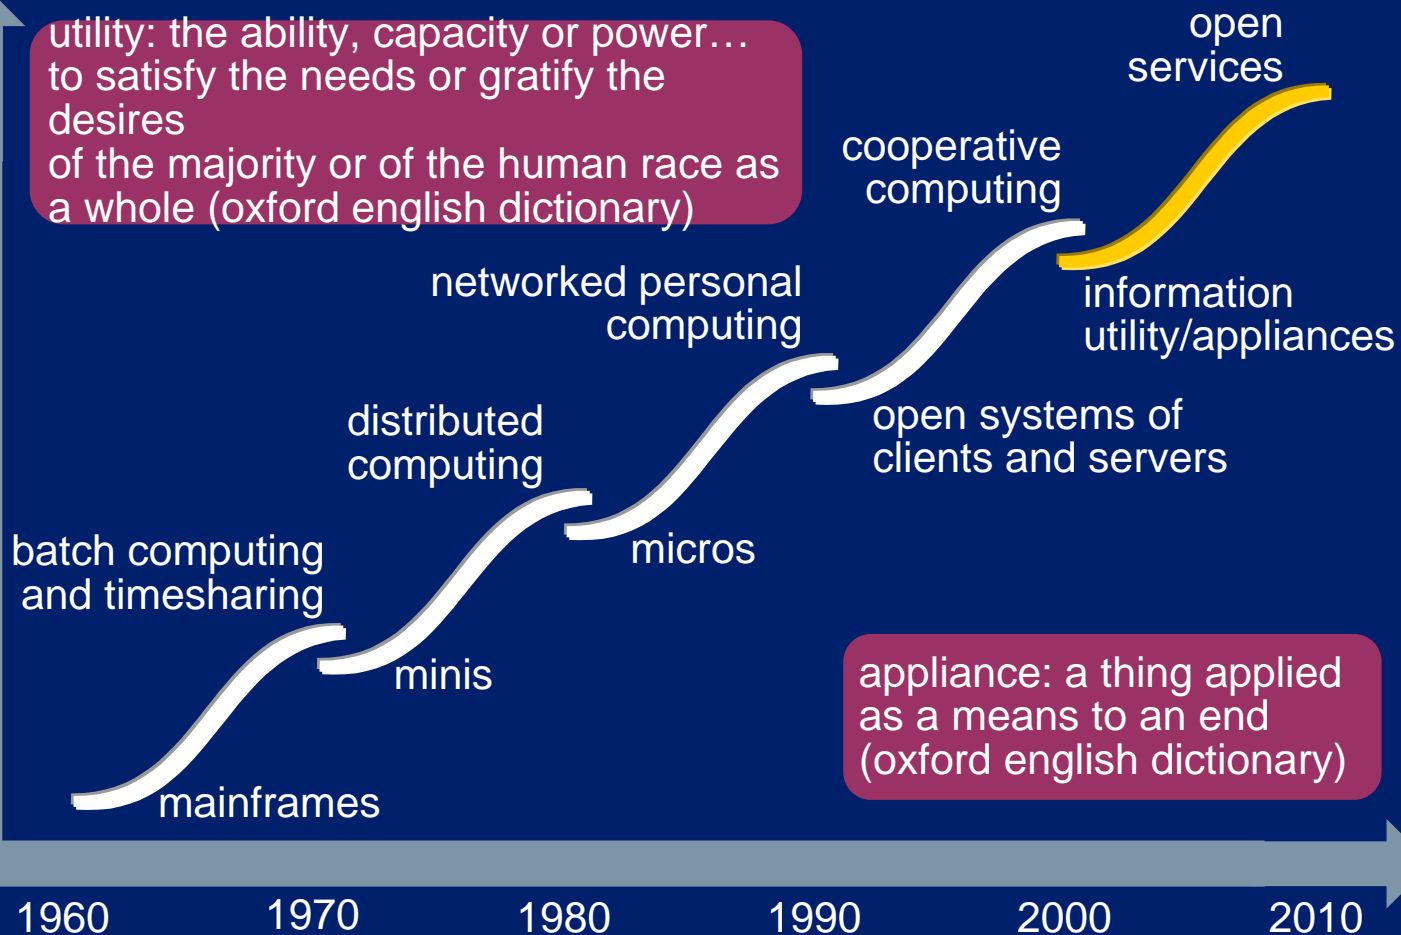 utility: the ability, capacity or power…
to satisfy the needs or gratify the
desires
of the majority or of the human race as
a whole (oxford english dictionary)
open
services
cooperative
computing
information
utility/appliances
networked personal
computing
open systems of
clients and servers
distributed
computing
micros
batch computing
and timesharing
minis
appliance: a thing applied
as a means to an end
(oxford english dictionary)
mainframes
1960
1970
1980
1990
2000
2010